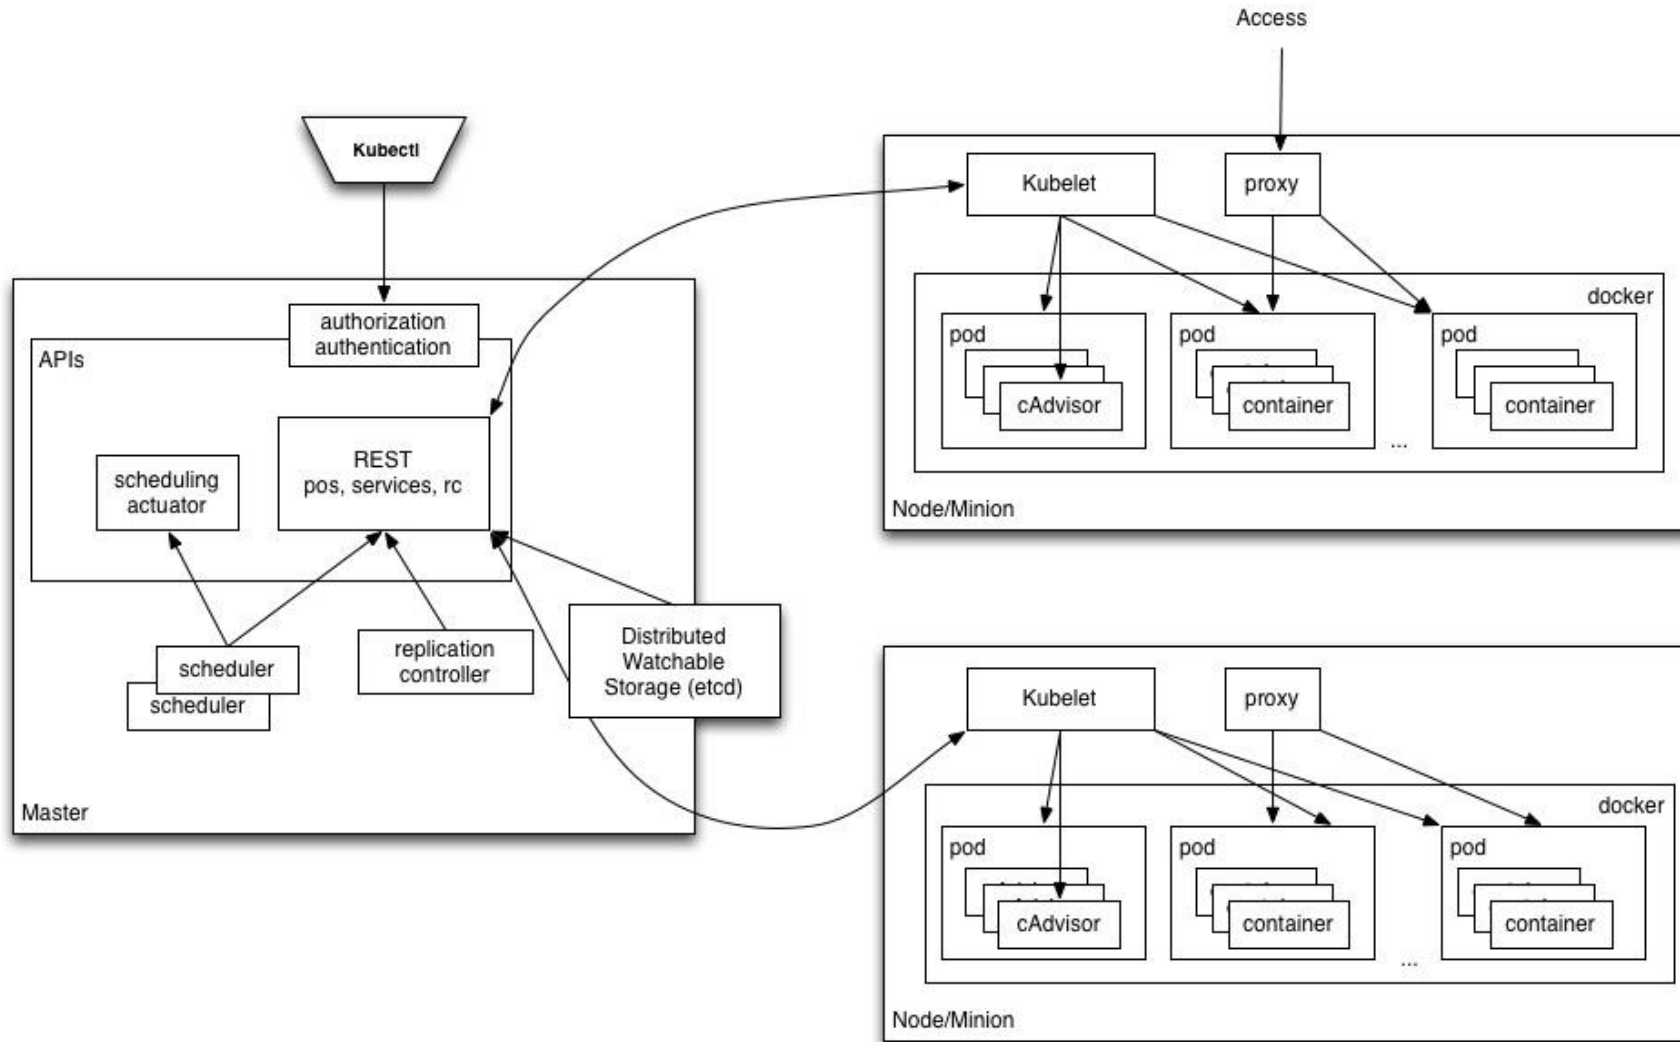 Access
Kubectl
authorization
authentication
APIs
REST
pos, services, rc
scheduling
actuator
scheduler
scheduler
replication
controller
Distributed
Watchable
Storage (etcd)
Master
Kubelet
proxy
docker
pod
cAdvisor
pod
container
...
pod
container
Node/Minion
Kubelet
proxy
docker
pod
cAdvisor
pod
container
...
pod
container
Node/Minion